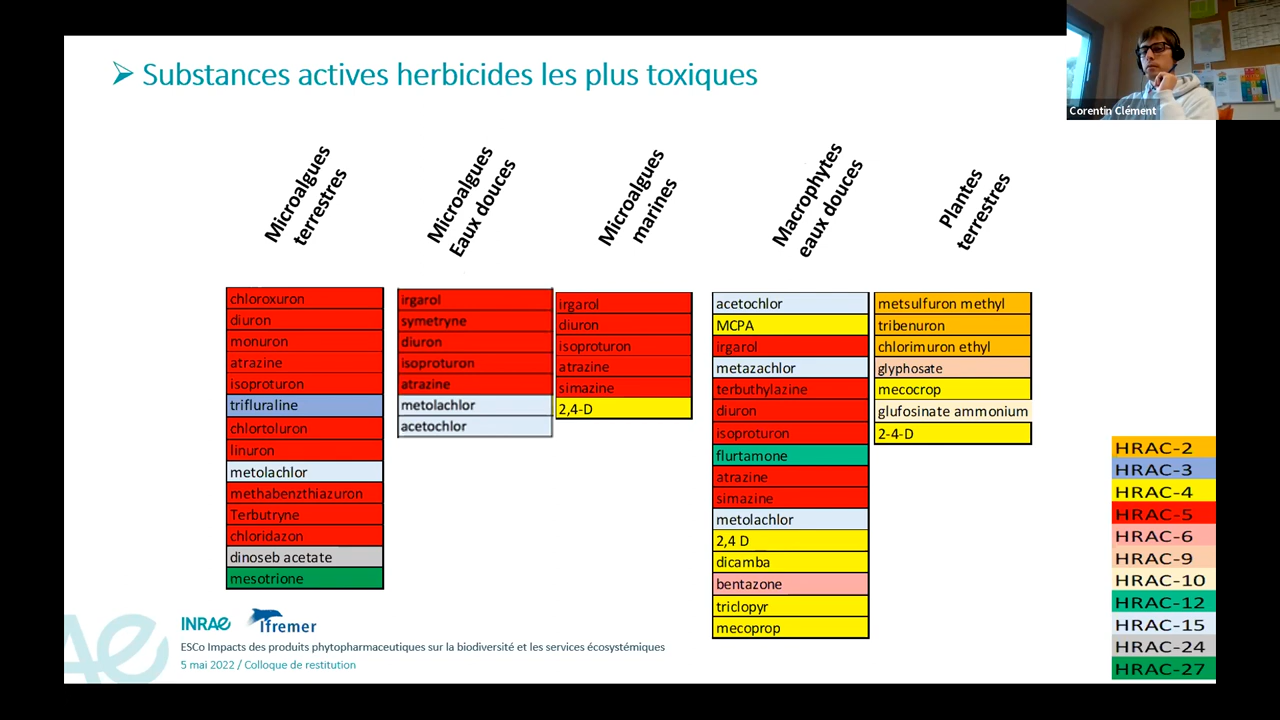 Substances actives herbicides les plus toxiques
Corentin Clément
Microalgues
terrestres
Microalgues
Eaux douces
Microalgues
marines
Macrophytes
eaux douces
Plantes
terrestres
chloroxuron
diuron
monuron
atrazine
isoproturon
trifluraline
chlortoluron
linuron
metolachlor
methabenzthiazuron
Terbutryne
chloridazon
dinoseb acetate
mesotrione
irgarol
symetryne
diuron
isoproturon
atrazine
metolachlor
acetochlor
irgarol
diuron
isoproturon
atrazine
simazine
2,4-D
acetochlor
MCPA
irgarol
metazachlor
terbuthylazine
diuron
isoproturon
flurtamone
atrazine
simazine
metolachlor
2,4 D
dicamba
bentazone
triclopyr
mecoprop
metsulfuron methyl
tribenuron
chlorimuron ethyl
glyphosate
mecocrop
glufosinate ammonium
2-4-D
HRAC-2
HRAC-3
HRAC-4
HRAC-5
HRAC-6
HRAC-9
HRAC-10
HRAC-12
HRAC-15
HRAC-24
HRAC-27
INRAE
ifremer
ESCo Impacts des produits phytopharmaceutiques sur la biodiversité et les services écosystémiques
5 mai 2022 / Colloque de restitution